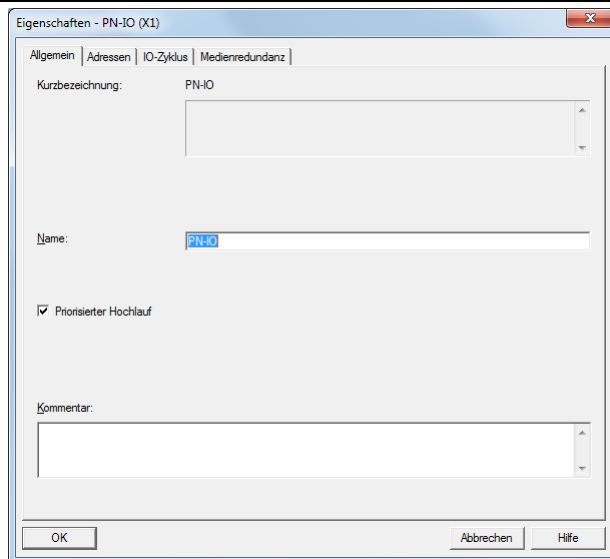 Eigenschaften - PN-IO (X1)
Allgemein Adressen IO-Zyklus Medienredundanz
Kurzbezeichnung: PN-IO
Name: PN-IO
Priorisierter Hochlauf
Kommentar:
OK Abbrechen Hilfe